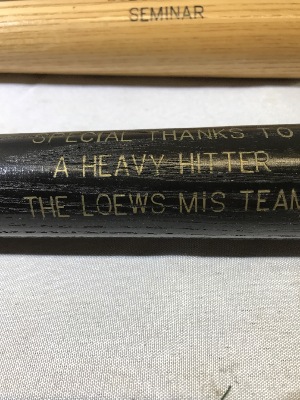 SEMINAR
SPECIAL THANKS TO
A HEAVY HITTER
THE LOEWS MIS TEAM